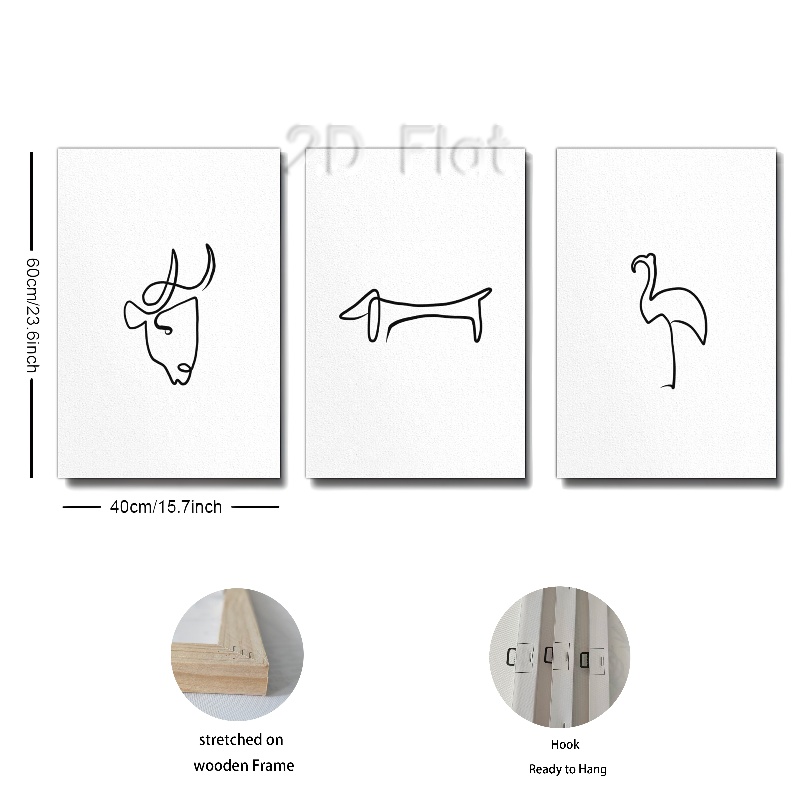 2D Flat
60cm/23.6inch
40cm/15.7inch
stretched on
wooden Frame
Hook
Ready to Hang